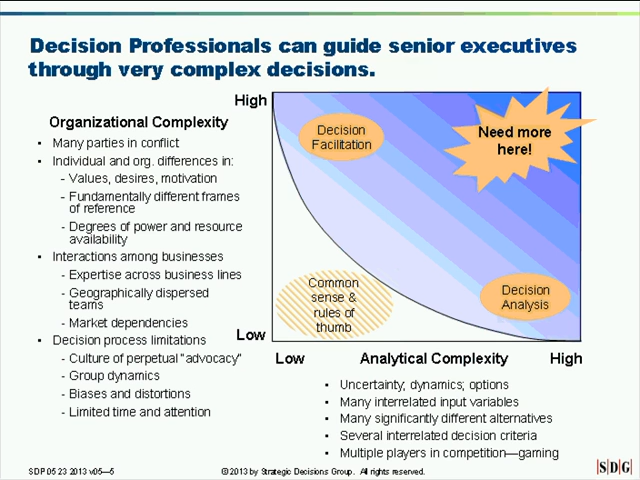 Decision Professionals can guide senior executives
through very complex decisions.
High
Organizational Complexity
• Many parties in conflict
• Individual and org. differences in:
- Values, desires, motivation
- Fundamentally different frames
of reference
- Degrees of power and resource
availability
• Interactions among businesses
- Expertise across business lines
- Geographically dispersed
teams
- Market dependencies
• Decision process limitations
- Culture of perpetual "advocacy"
- Group dynamics
- Biases and distortions
- Limited time and attention
Decision
Facilitation
Need more
here!
Common
sense &
rules of
thumb
Decision
Analysis
Low
Low
Analytical Complexity
High
• Uncertainty; dynamics; options
• Many interrelated input variables
• Many significantly different alternatives
• Several interrelated decision criteria
• Multiple players in competition—gaming
SDP 05 23 2013 v05—5
© 2013 by Strategic Decisions Group. All rights reserved.
SDG